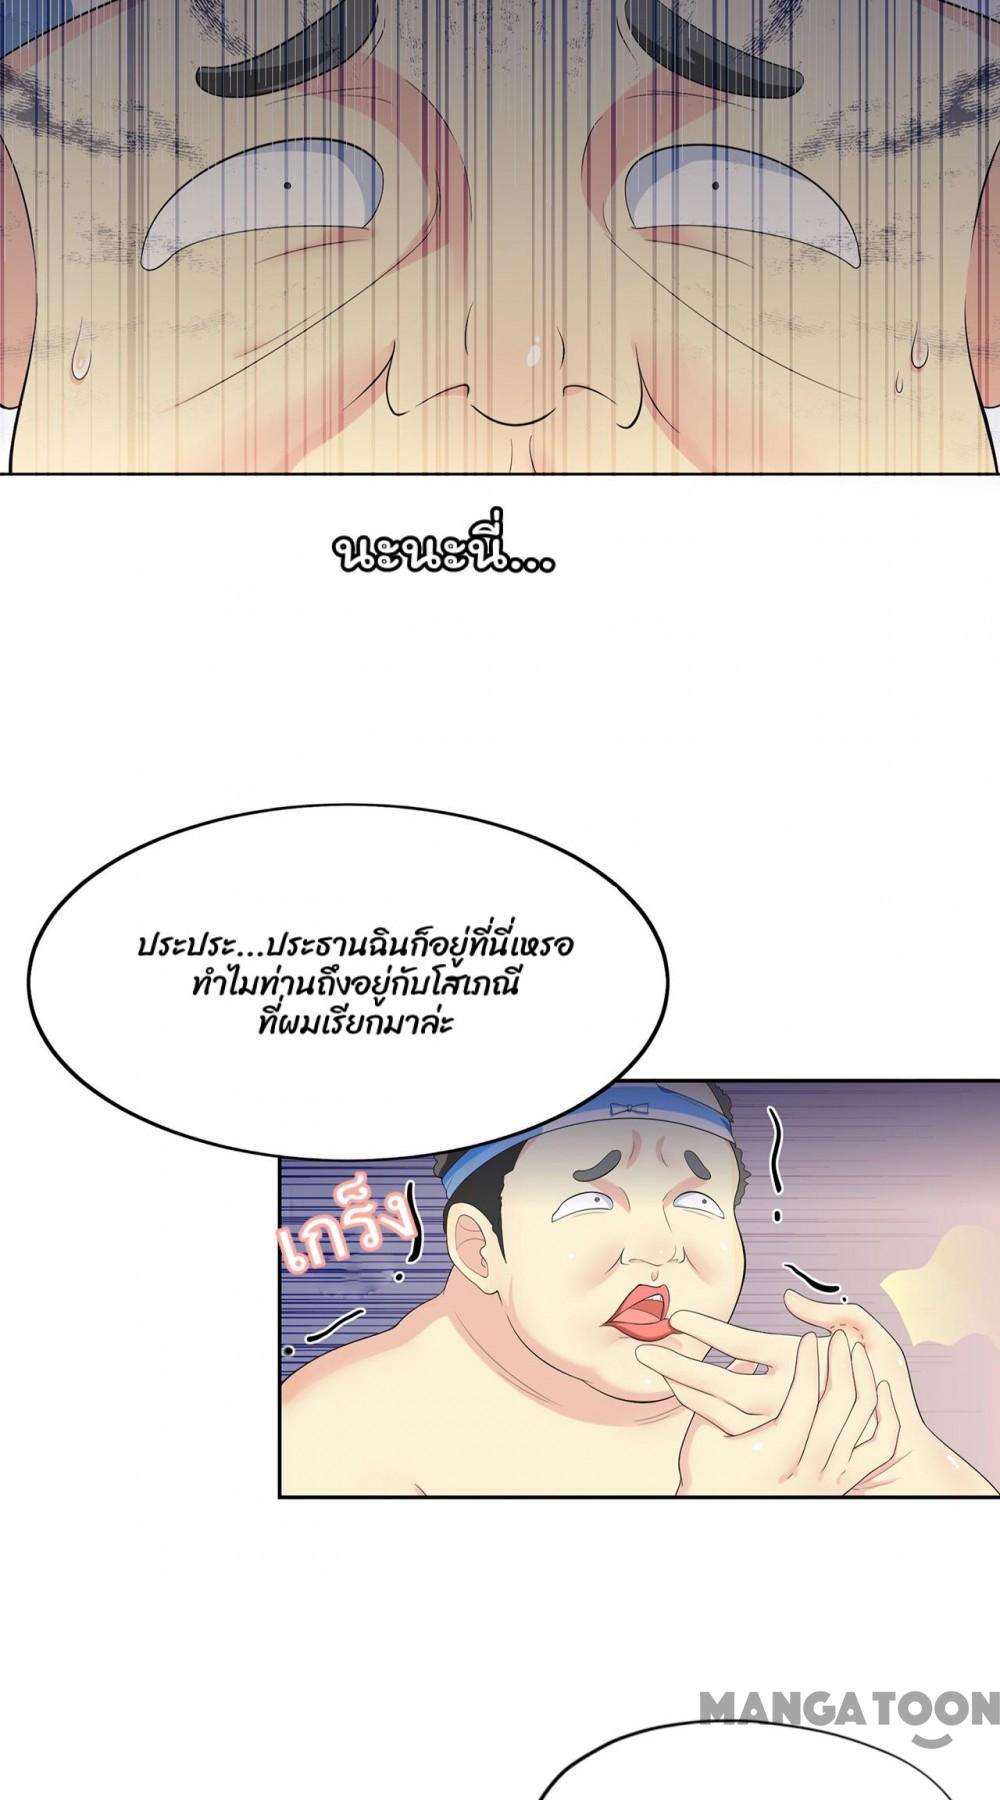 นะนะนี่...
ประประ...ประธานฉินก็อยู่ที่นี่เหรอ
ทำไมท่านถึงอยู่กับโสเภณี
ที่ผมเรียกมาล่ะ
เกร็ง
MANGATOON